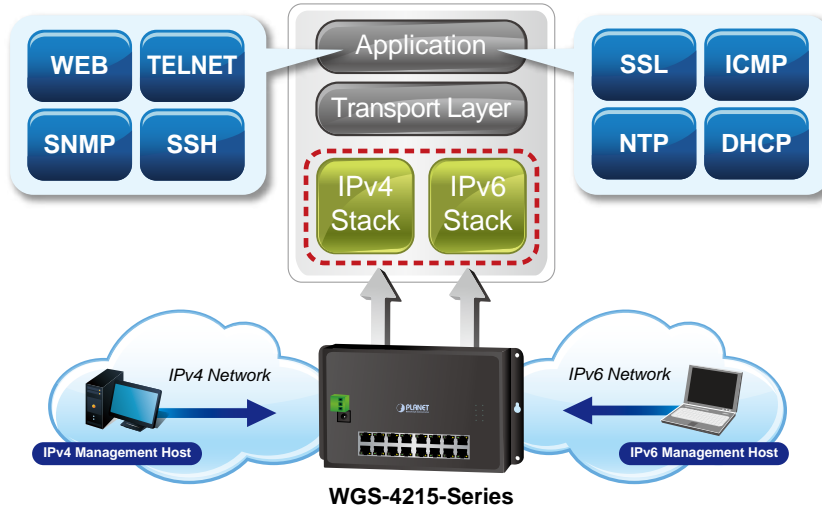 WEB
TELNET
SNMP
SSH
Application
Transport Layer
IPv4
Stack
IPv6
Stack
SSL
ICMP
NTP
DHCP
IPv4 Network
IPv4 Management Host
PLANET
IPv6 Network
IPv6 Management Host
WGS-4215-Series